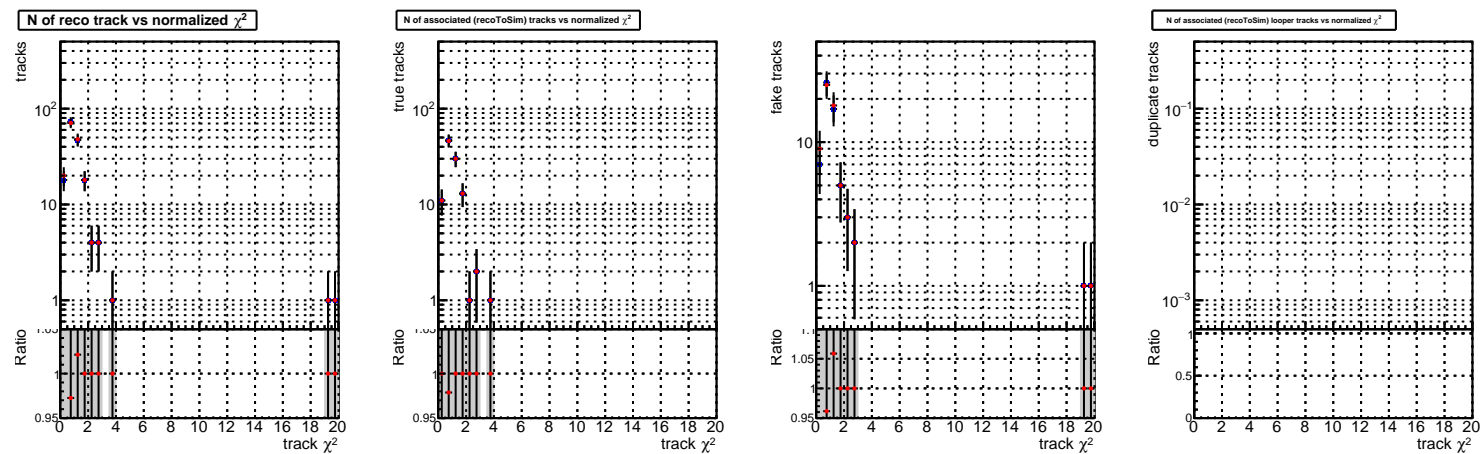 N of reco track vs normalized χ²
tracks
10²
10
1
Ratio
1.05
1
0.95
0 2 4 6 8 10 12 14 16 18 20
track χ²
N of associated (recoToSim) tracks vs normalized χ²
true tracks
10²
10
1
Ratio
1.05
1
0.95
0 2 4 6 8 10 12 14 16 18 20
track χ²
fake tracks
10
1
Ratio
1.1
1.05
1
0.95
0 2 4 6 8 10 12 14 16 18 20
track χ²
N of associated (recoToSim) looper tracks vs normalized χ²
duplicate tracks
10⁻¹
10⁻²
10⁻³
Ratio
1
0.5
0
0 2 4 6 8 10 12 14 16 18 20
track χ²